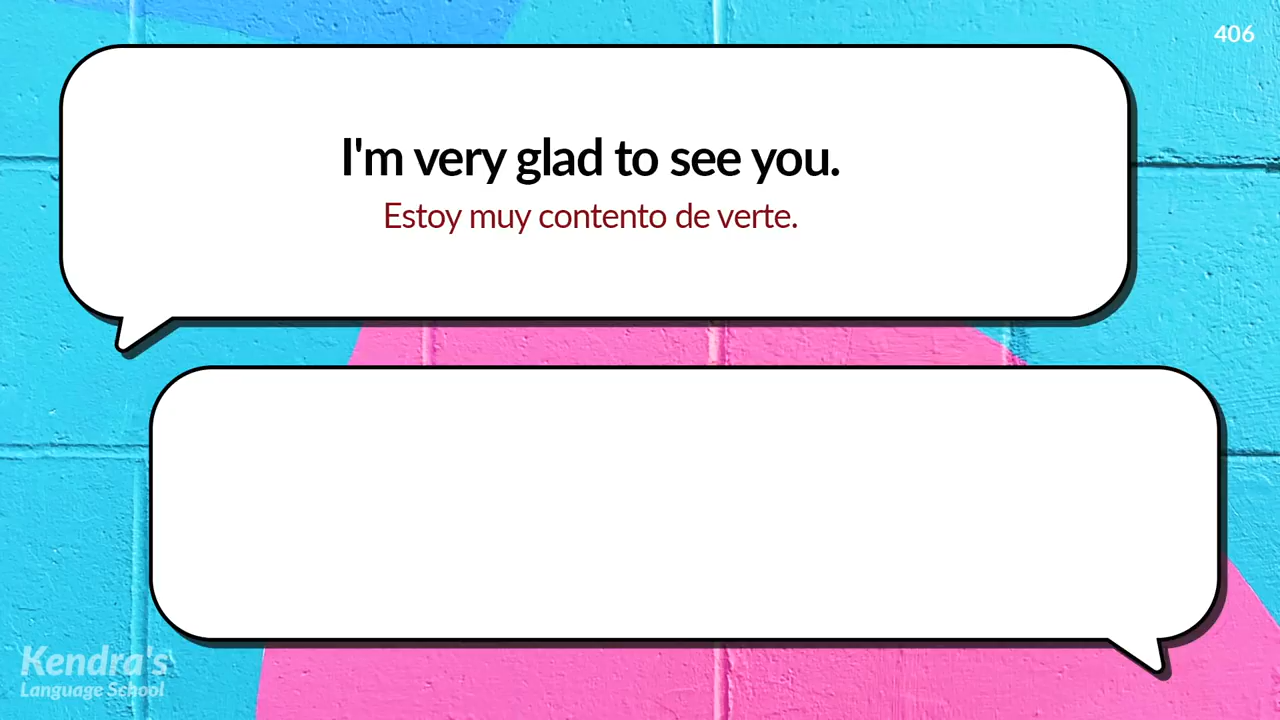 406
I'm very glad to see you.
Estoy muy contento de verte.
Kendra's
Language School